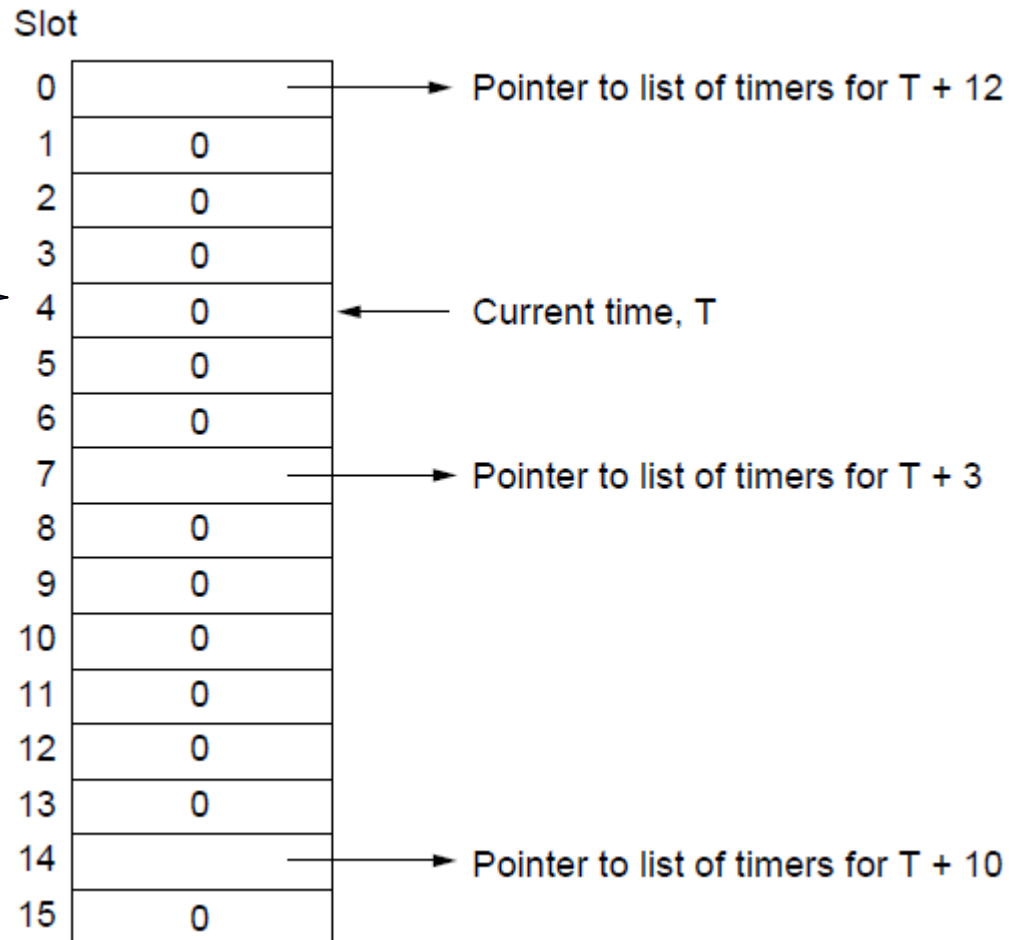 Slot
0 Pointer to list of timers for T + 12
1 0
2 0
3 0
4 0 Current time, T
5 0
6 0
7 Pointer to list of timers for T + 3
8 0
9 0
10 0
11 0
12 0
13 0
14 Pointer to list of timers for T + 10
15 0